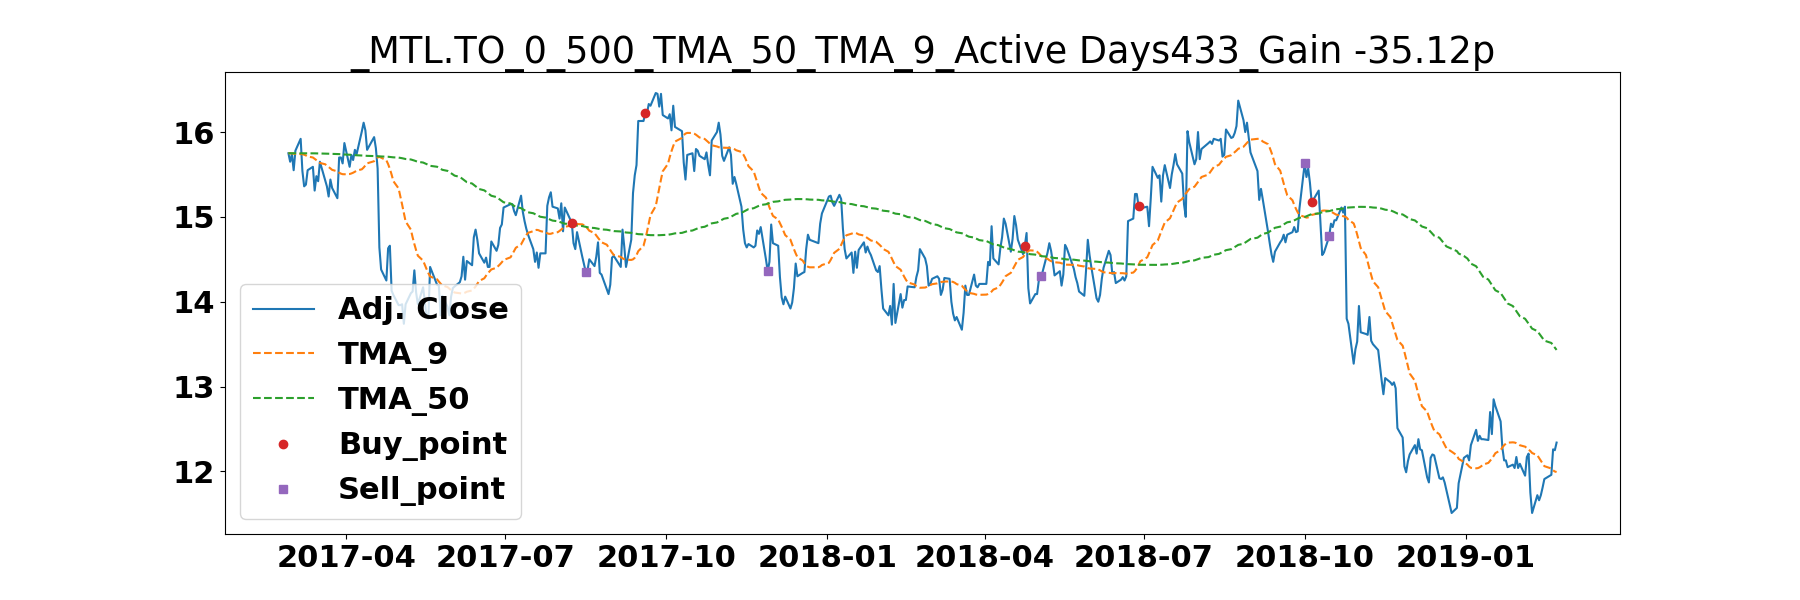 _MTL.TO_0_500_TMA_50_TMA_9_Active Days433_Gain -35.12p
16
15
14
13
12
Adj. Close
TMA_9
TMA_50
Buy_point
Sell_point
2017-04 2017-07 2017-10 2018-01 2018-04 2018-07 2018-10 2019-01